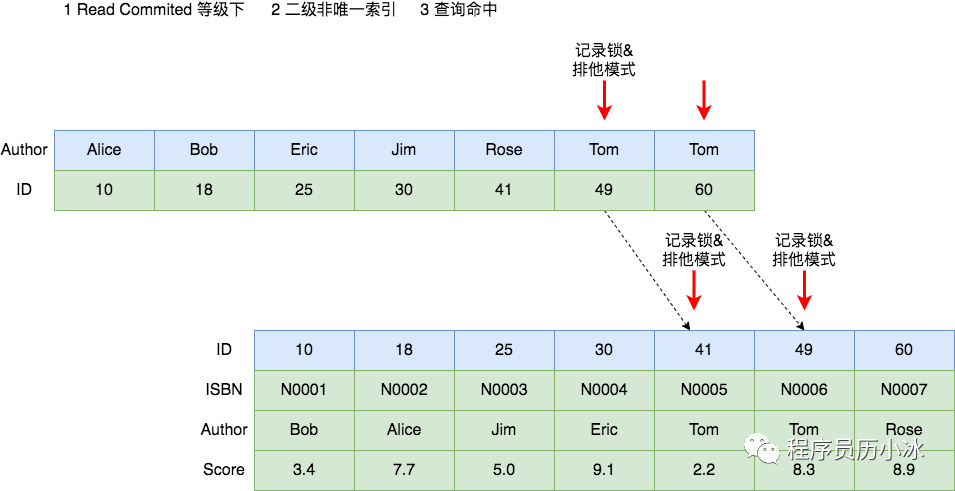 1 Read Commited 等级下 2 二级非唯一索引 3 查询命中
记录锁&
排他模式
Author Alice Bob Eric Jim Rose Tom Tom
ID 10 18 25 30 41 49 60
记录锁& 记录锁&
排他模式 排他模式
ID 10 18 25 30 41 49 60
ISBN N0001 N0002 N0003 N0004 N0005 N0006 N0007
Author Bob Alice Jim Eric Tom Tom Rose
Score 3.4 7.7 5.0 9.1 2.2 8.3 8.9
程序员历小冰